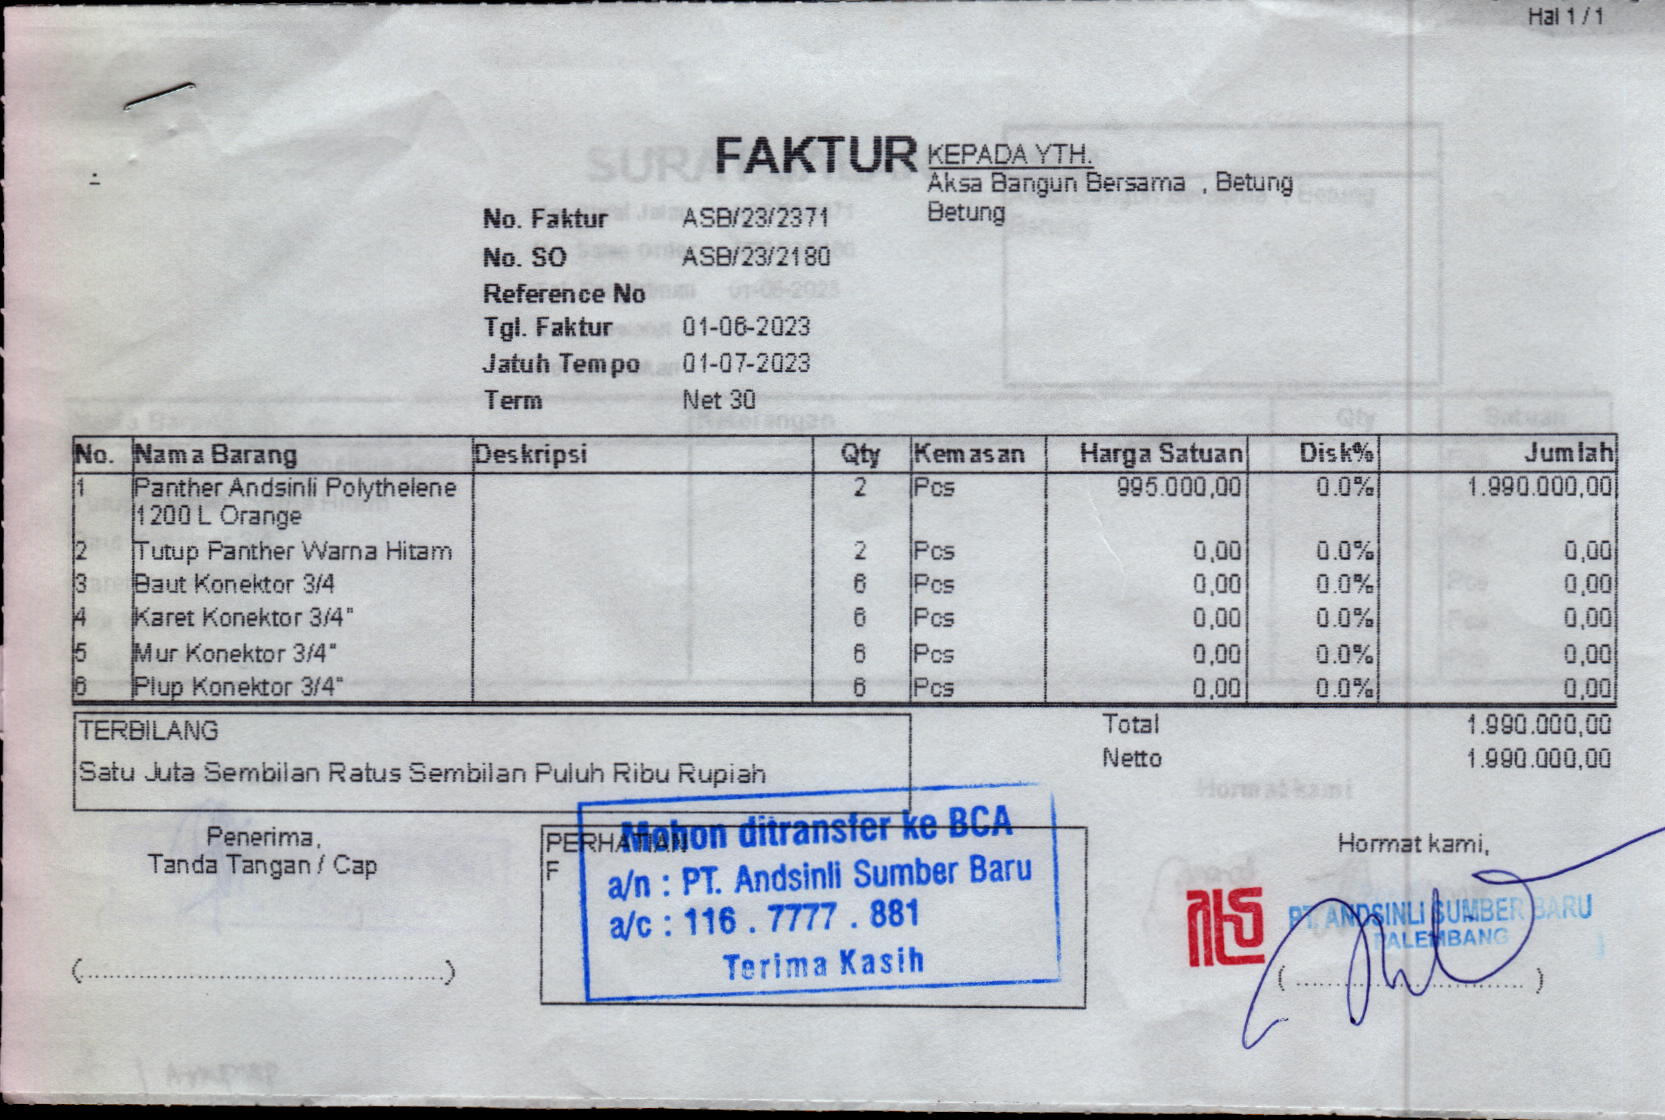 Hal 1 / 1
FAKTUR
KEPADA YTH.
Aksa Bangun Bersama , Betung
Betung
No. Faktur ASB/23/2371
No. SO ASB/23/2180
Reference No
Tgl. Faktur 01-06-2023
Jatuh Tempo 01-07-2023
Term Net 30
No. Nama Barang Deskripsi Qty Kemasan Harga Satuan Disk% Jumlah
1 Panther Andsinli Polythelene 2 Pcs 995.000,00 0.0% 1.990.000,00
1200 L Orange
2 Tutup Panther Warna Hitam 2 Pcs 0,00 0.0% 0,00
3 Baut Konektor 3/4 6 Pcs 0,00 0.0% 0,00
4 Karet Konektor 3/4" 6 Pcs 0,00 0.0% 0,00
5 Mur Konektor 3/4" 6 Pcs 0,00 0.0% 0,00
6 Plup Konektor 3/4" 6 Pcs 0,00 0.0% 0,00
TERBILANG
Satu Juta Sembilan Ratus Sembilan Puluh Ribu Rupiah
Total 1.990.000,00
Netto 1.990.000,00
Penerima,
Tanda Tangan / Cap
(..........................................)
PERHATIAN
F
Mohon ditransfer ke BCA
a/n : PT. Andsinli Sumber Baru
a/c : 116 . 7777 . 881
Terima Kasih
Hormat kami,
PT. ANDSINLI SUMBER BARU
PALEMBANG
( ........................... )